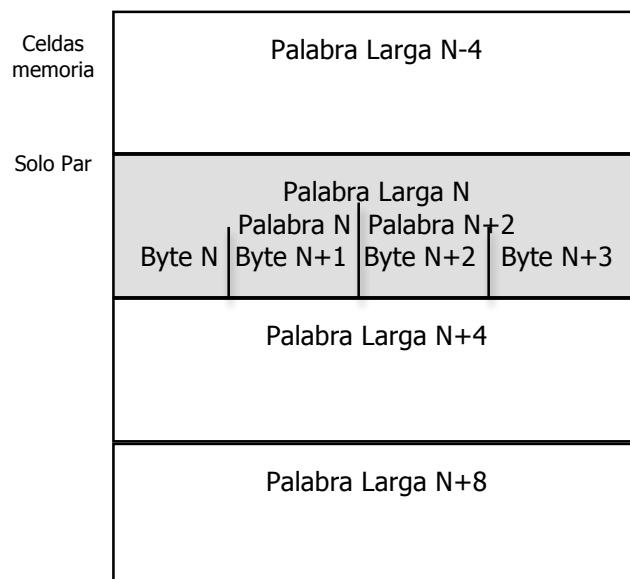 Celdas
memoria
Palabra Larga N-4
Solo Par
Palabra Larga N
Palabra N Palabra N+2
Byte N Byte N+1 Byte N+2 Byte N+3
Palabra Larga N+4
Palabra Larga N+8